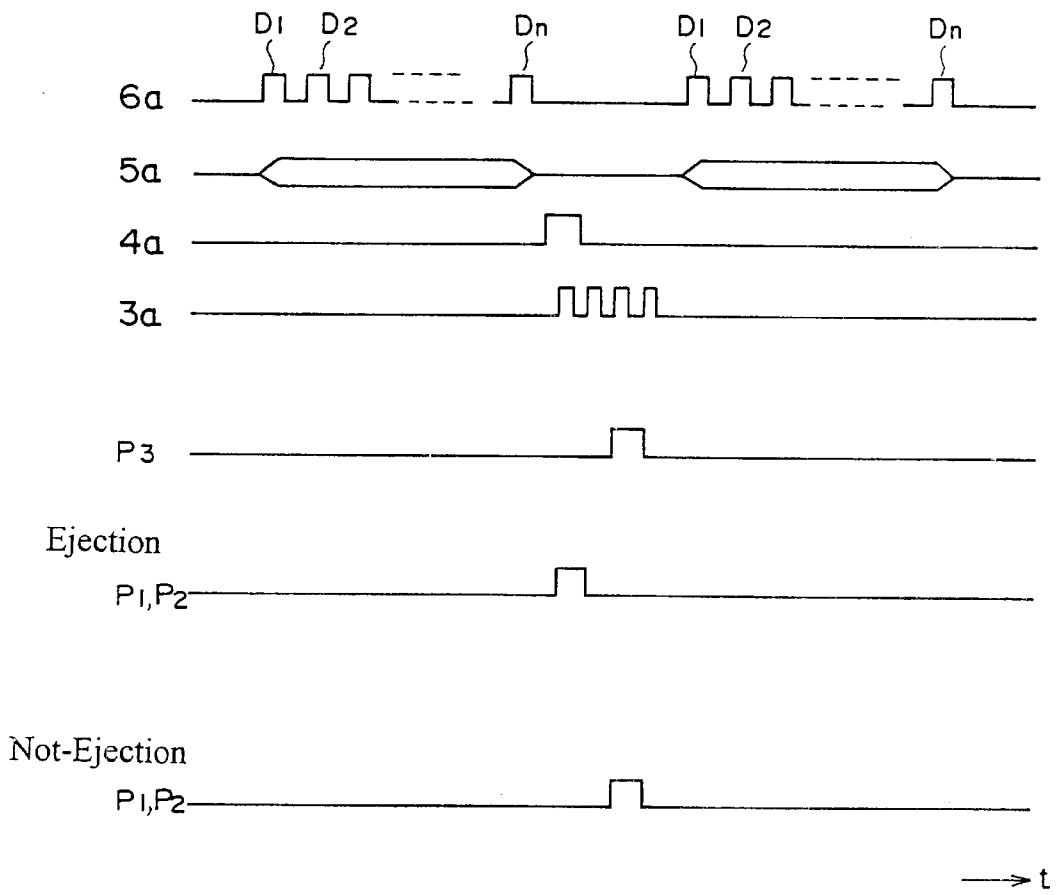 D1 D2 Dn D1 D2 Dn
6a
5a
4a
3a
P3
Ejection
P1,P2
Not-Ejection
P1,P2
t